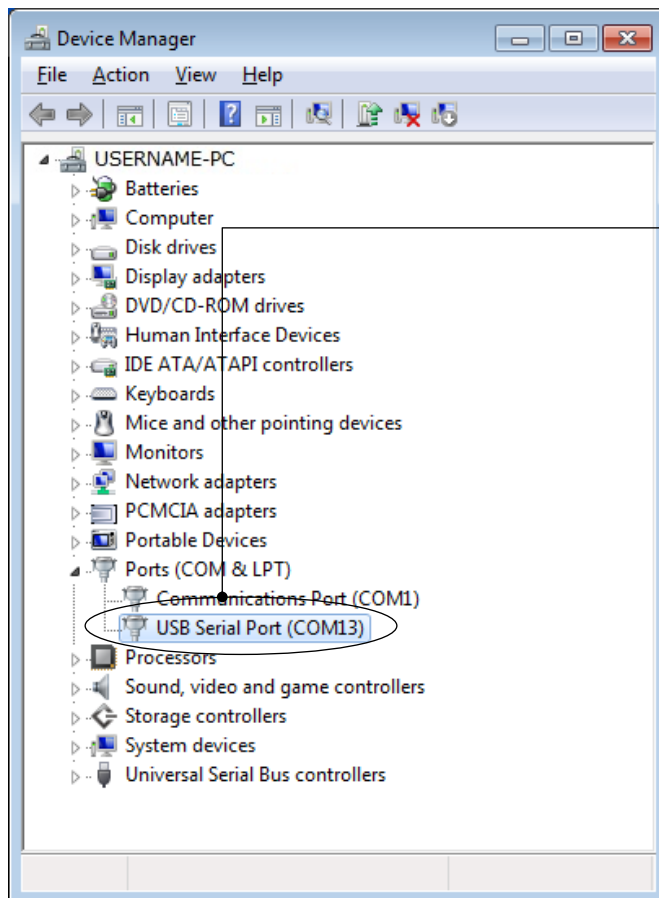 Device Manager
File Action View Help
USERNAME-PC
Batteries
Computer
Disk drives
Display adapters
DVD/CD-ROM drives
Human Interface Devices
IDE ATA/ATAPI controllers
Keyboards
Mice and other pointing devices
Monitors
Network adapters
PCMCIA adapters
Portable Devices
Ports (COM & LPT)
Communications Port (COM1)
USB Serial Port (COM13)
Processors
Sound, video and game controllers
Storage controllers
System devices
Universal Serial Bus controllers